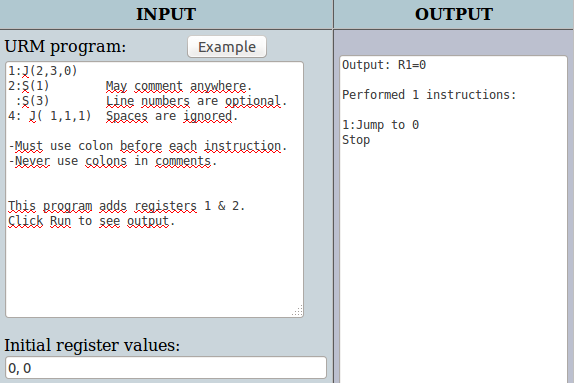 INPUT
URM program: Example
1:J(2,3,0)
2:S(1) May comment anywhere.
:S(3) Line numbers are optional.
4: J( 1,1,1) Spaces are ignored.
-Must use colon before each instruction.
-Never use colons in comments.
This program adds registers 1 & 2.
Click Run to see output.
Initial register values:
0, 0
OUTPUT
Output: R1=0
Performed 1 instructions:
1:Jump to 0
Stop